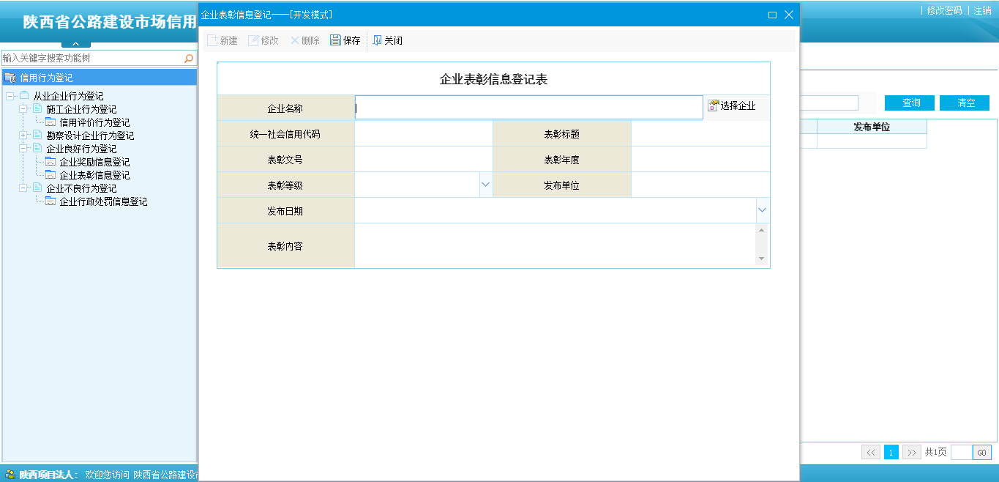 陕西省公路建设市场信用
修改密码 | 注销
企业表彰信息登记——[开发模式]
新建 修改 删除 保存 关闭
输入关键字搜索功能树
信用行为登记
从业企业行为登记
施工企业行为登记
信用评价行为登记
勘察设计企业行为登记
企业良好行为登记
企业奖励信息登记
企业表彰信息登记
企业不良行为登记
企业行政处罚信息登记
企业表彰信息登记表
企业名称 选择企业
统一社会信用代码 表彰标题
表彰文号 表彰年度
表彰等级 发布单位
发布日期
表彰内容
查询 清空
发布单位
<< 1 >> 共1页 GO
陕西项目法人: 欢迎您访问 陕西省公路建设